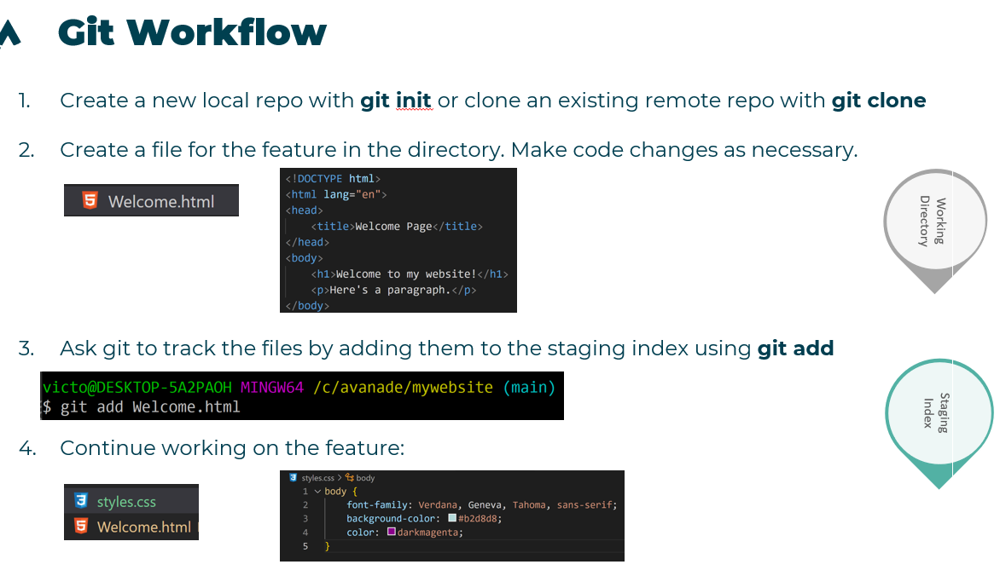 Git Workflow
1. Create a new local repo with git init or clone an existing remote repo with git clone
2. Create a file for the feature in the directory. Make code changes as necessary.
Welcome.html
<!DOCTYPE html>
<html lang="en">
<head>
<title>Welcome Page</title>
</head>
<body>
<h1>Welcome to my website!</h1>
<p>Here's a paragraph.</p>
</body>
Working
Directory
3. Ask git to track the files by adding them to the staging index using git add
victo@DESKTOP-5A2PAOH MINGW64 /c/avanade/mywebsite (main)
$ git add Welcome.html
Staging
Index
4. Continue working on the feature:
styles.css
Welcome.html
styles.css > body
1 body {
2 font-family: Verdana, Geneva, Tahoma, sans-serif;
3 background-color: #b2d8d8;
4 color: darkmagenta;
5 }